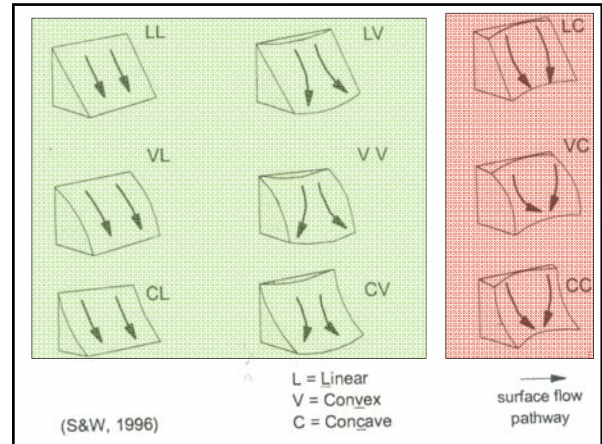 LL LV LC
VL V V VC
CL CV CC
L = Linear
V = Convex
C = Concave
surface flow
pathway
(S&W, 1996)